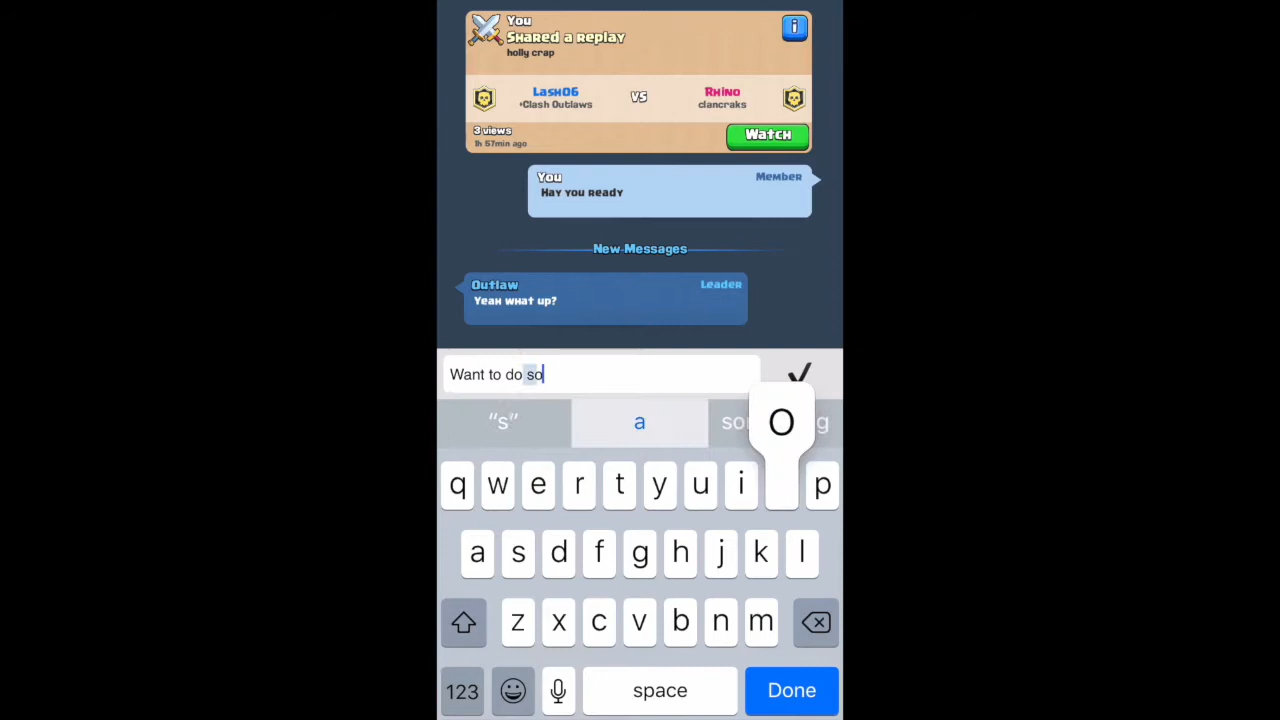 You
Shared a replay
holly crap
Lash06 VS Rhino
•Clash Outlaws clancraks
3 views
1h 57min ago
Watch
You Member
Hay you ready
New Messages
Outlaw Leader
Yeah what up?
Want to do so
"s" a
O
q w e r t y u i p
a s d f g h j k l
z x c v b n m
123 space Done